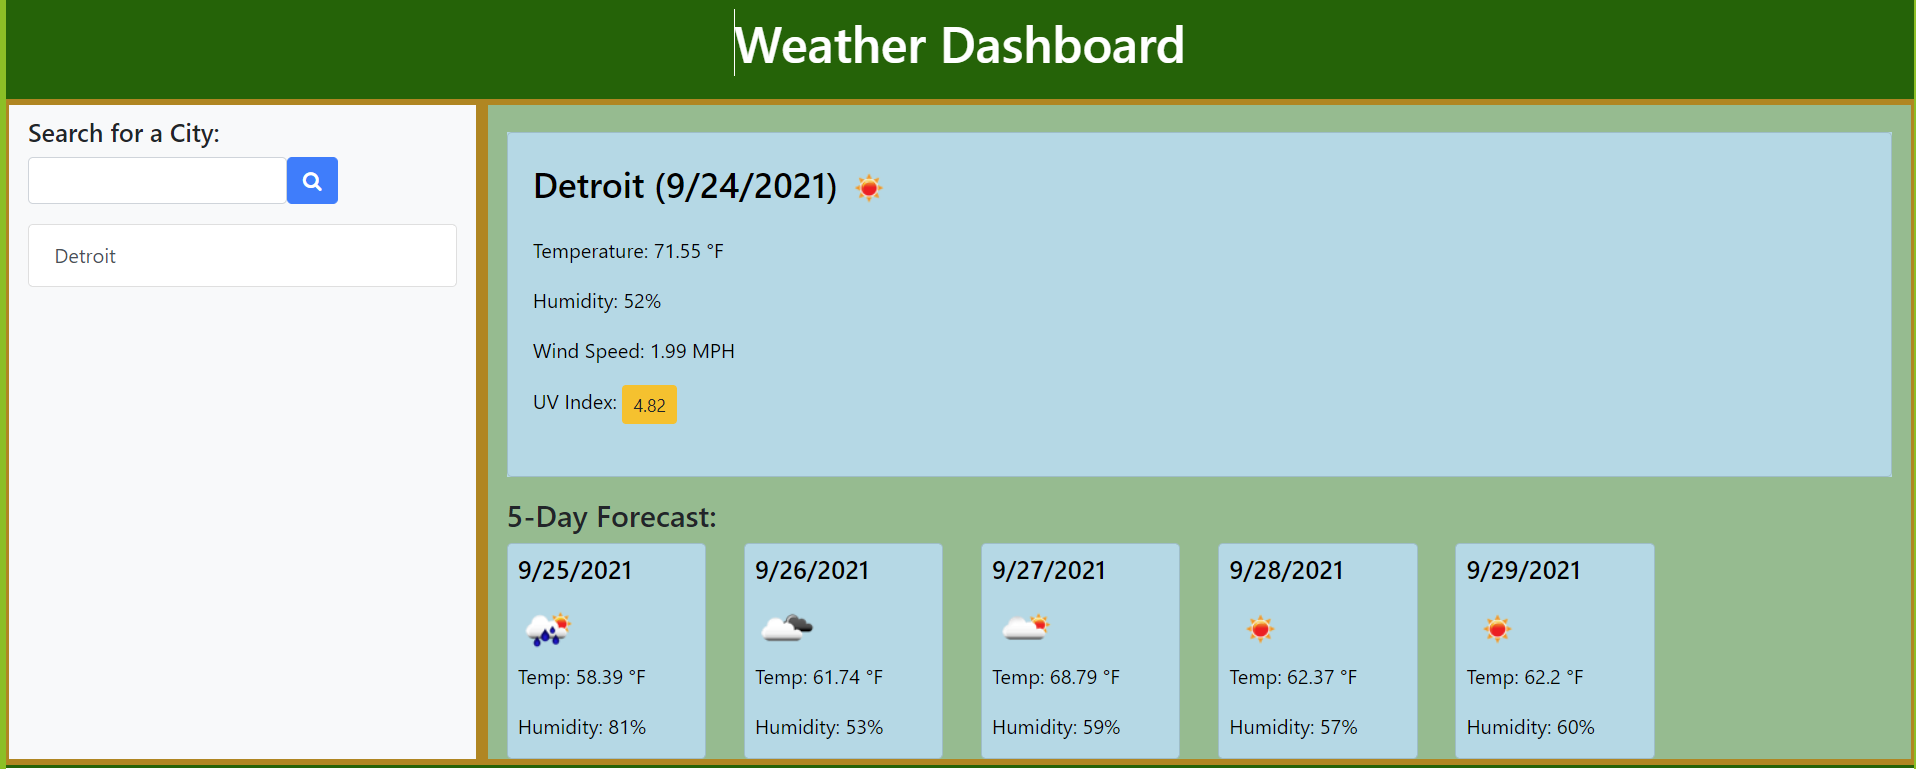 Weather Dashboard
Search for a City:
Detroit
Detroit (9/24/2021)
Temperature: 71.55 °F
Humidity: 52%
Wind Speed: 1.99 MPH
UV Index: 4.82
5-Day Forecast:
9/25/2021
Temp: 58.39 °F
Humidity: 81%
9/26/2021
Temp: 61.74 °F
Humidity: 53%
9/27/2021
Temp: 68.79 °F
Humidity: 59%
9/28/2021
Temp: 62.37 °F
Humidity: 57%
9/29/2021
Temp: 62.2 °F
Humidity: 60%